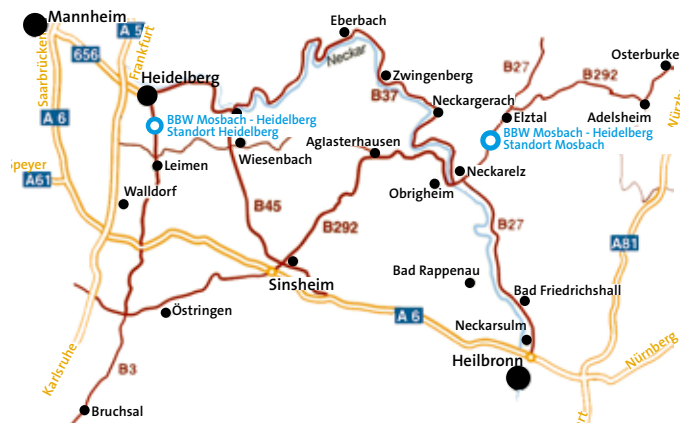 Mannheim
Eberbach
A 5
Frankfurt
Saarbrücken
656
Neckar
B27
Osterburke
Heidelberg
Zwingenberg
B292
B37
Neckargerach
Adelsheim
A 6
Elztal
BBW Mosbach - Heidelberg
Standort Heidelberg
BBW Mosbach - Heidelberg
Standort Mosbach
Aglasterhausen
Wiesenbach
Speyer
Leimen
Neckarelz
A61
Walldorf
Obrigheim
B45
B292
B27
A81
Bad Rappenau
Sinsheim
Bad Friedrichshall
Östringen
A 6
Neckarsulm
Heilbronn
Nürnberg
Karlsruhe
B3
Bruchsal